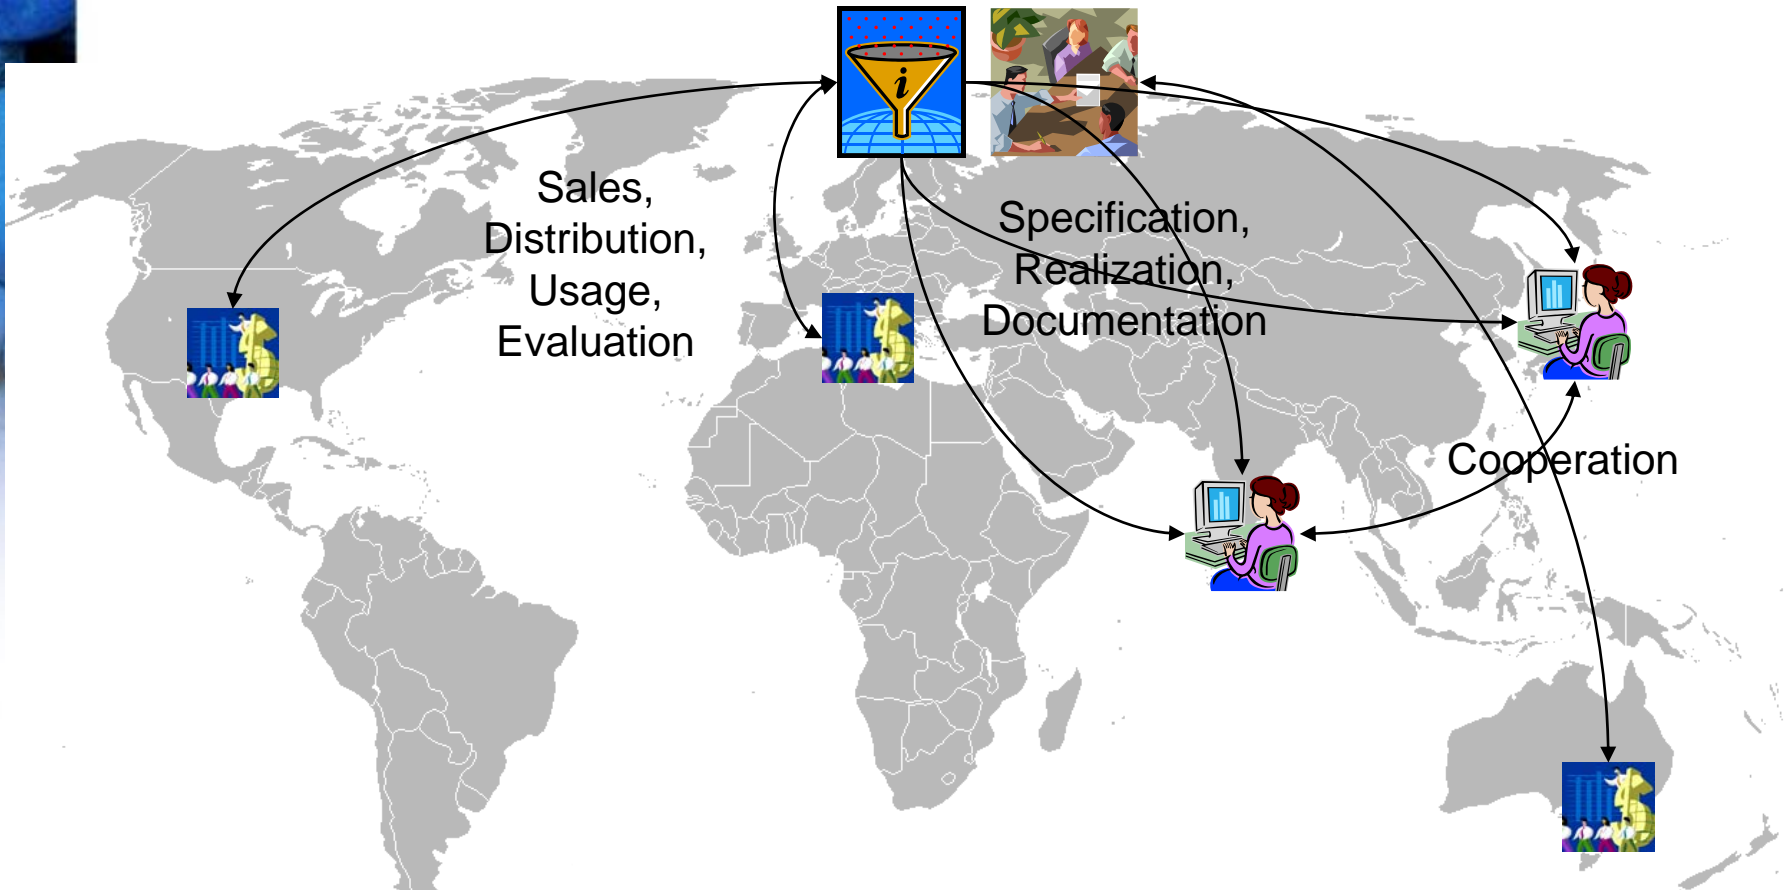 i
Sales,
Distribution,
Usage,
Evaluation
Specification,
Realization,
Documentation
Cooperation